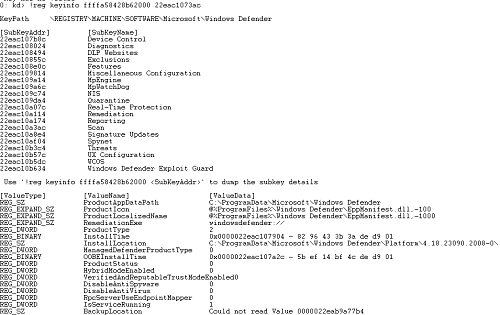 0: kd> !reg keyinfo ffffa58428b62000 22eac1073ac
KeyPath \REGISTRY\MACHINE\SOFTWARE\Microsoft\Windows Defender
[SubKeyAddr] [SubKeyName]
22eac107b8c Device Control
22eac108024 Diagnostics
22eac108494 DLP Websites
22eac10855c Exclusions
22eac108e0c Features
22eac109814 Miscellaneous Configuration
22eac109a14 MpEngine
22eac109a6c MpWatchDog
22eac109c74 NIS
22eac109da4 Quarantine
22eac10a07c Real-Time Protection
22eac10a114 Remediation
22eac10a174 Reporting
22eac10a3ac Scan
22eac10a8e4 Signature Updates
22eac10af04 Spynet
22eac10b3c4 Threats
22eac10b57c UX Configuration
22eac10b5dc WCOS
22eac10b634 Windows Defender Exploit Guard
Use '!reg keyinfo ffffa58428b62000 <SubKeyAddr>' to dump the subkey details
[ValueType] [ValueName] [ValueData]
REG_SZ ProductAppDataPath C:\ProgramData\Microsoft\Windows Defender
REG_EXPAND_SZ ProductIcon @%ProgramFiles%\Windows Defender\EppManifest.dll,-100
REG_EXPAND_SZ ProductLocalizedName @%ProgramFiles%\Windows Defender\EppManifest.dll,-1000
REG_SZ RemediationExe windowsdefender://
REG_DWORD ProductType 2
REG_BINARY InstallTime 0x0000022eac107904 - 82 96 43 3b 3a de d9 01
REG_SZ InstallLocation C:\ProgramData\Microsoft\Windows Defender\Platform\4.18.23090.2008-0\
REG_DWORD ManagedDefenderProductType 0
REG_BINARY OOBEInstallTime 0x0000022eac107a2c - 5b ef 14 bf 4c de d9 01
REG_DWORD ProductStatus 0
REG_DWORD HybridModeEnabled 0
REG_DWORD VerifiedAndReputableTrustModeEnabled0
REG_DWORD DisableAntiSpyware 0
REG_DWORD DisableAntiVirus 0
REG_DWORD RpcServerUseEndpointMapper 0
REG_DWORD IsServiceRunning 1
REG_SZ BackupLocation Could not read Value 0000022eab9a77b4